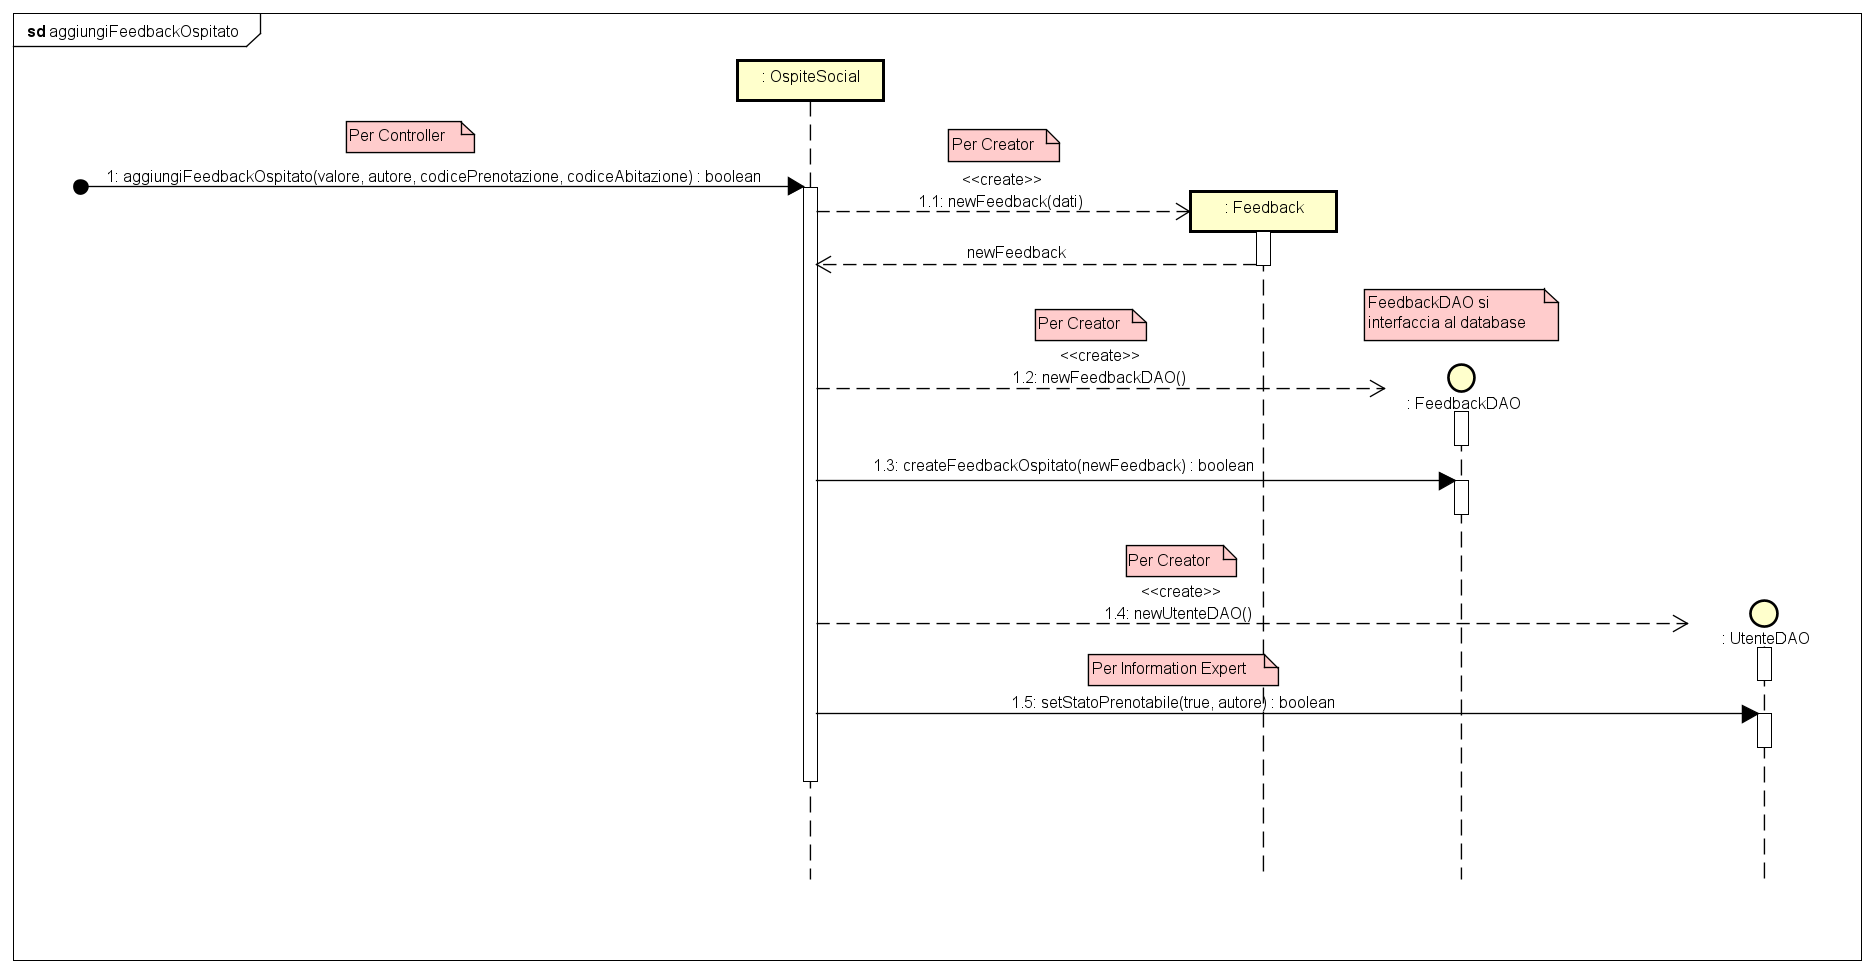 sd aggiungiFeedbackOspitato
: OspiteSocial
Per Controller
1: aggiungiFeedbackOspitato(valore, autore, codicePrenotazione, codiceAbitazione) : boolean
Per Creator
<<create>>
1.1: newFeedback(dati)
: Feedback
newFeedback
FeedbackDAO si
interfaccia al database
Per Creator
<<create>>
1.2: newFeedbackDAO()
: FeedbackDAO
1.3: createFeedbackOspitato(newFeedback) : boolean
Per Creator
<<create>>
1.4: newUtenteDAO()
: UtenteDAO
Per Information Expert
1.5: setStatoPrenotabile(true, autore) : boolean